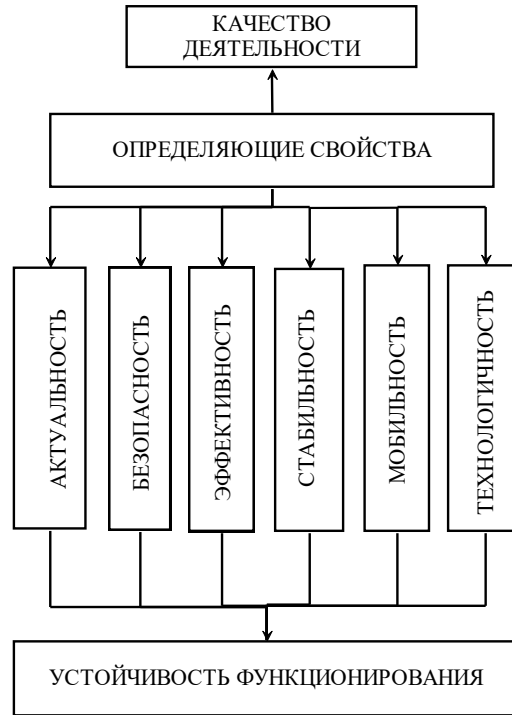 КАЧЕСТВО
ДЕЯТЕЛЬНОСТИ
ОПРЕДЕЛЯЮЩИЕ СВОЙСТВА
АКТУАЛЬНОСТЬ
БЕЗОПАСНОСТЬ
ЭФФЕКТИВНОСТЬ
СТАБИЛЬНОСТЬ
МОБИЛЬНОСТЬ
ТЕХНОЛОГИЧНОСТЬ
УСТОЙЧИВОСТЬ ФУНКЦИОНИРОВАНИЯ